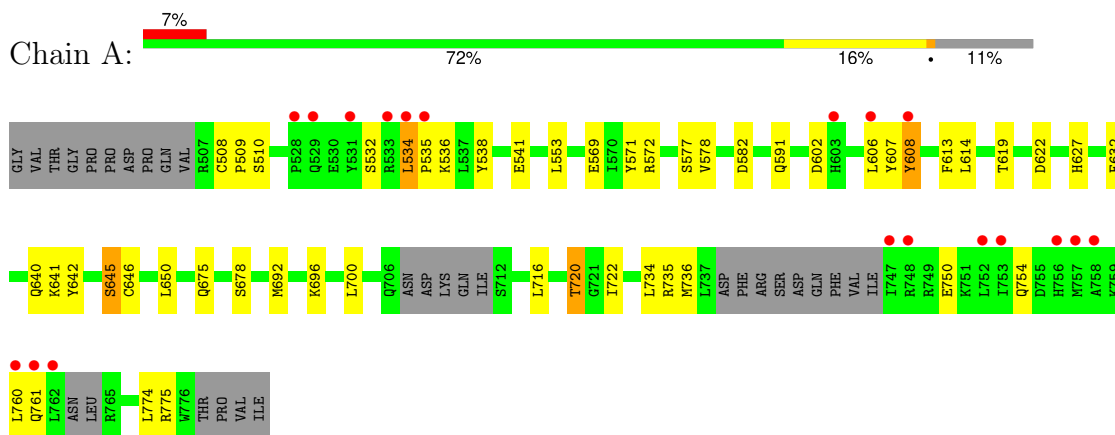 7%
Chain A:
72% 16% • 11%
GLY VAL THR GLY PRO PRO ASP PRO GLN VAL R507 C508 P509 S510 P528 Q529 E530 Y531 S532 R533 L534 P535 K536 L537 Y538 E541 L553 E569 I570 Y571 R572 S577 V578 D582 Q591 D602 H603 L606 Y607 Y608 F613 L614 T619 D622 H627
Q640 K641 Y642 S645 C646 L650 Q675 S678 M692 K696 L700 Q706 ASN ASP LYS GLN ILE S712 L716 T720 G721 I722 L734 R735 M736 L737 ASP PHE ARG SER ASP GLN PHE VAL ILE I747 R748 R749 E750 K751 L752 I753 Q754 D755 H756 M757 A758 K759
L760 Q761 L762 ASN LEU R765 L774 R775 W776 THR PRO VAL ILE